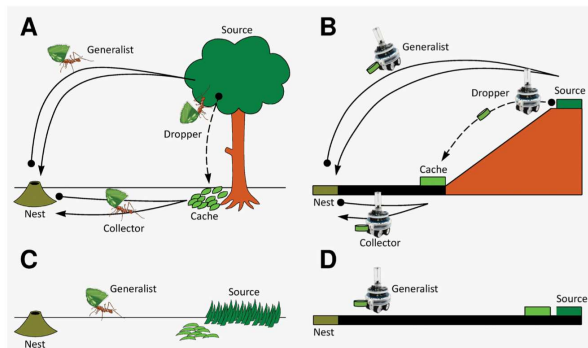 A
Generalist
Source
Dropper
Nest
Collector
Cache
B
Generalist
Dropper
Source
Cache
Nest
Collector
C
Generalist
Source
Nest
D
Generalist
Source
Nest